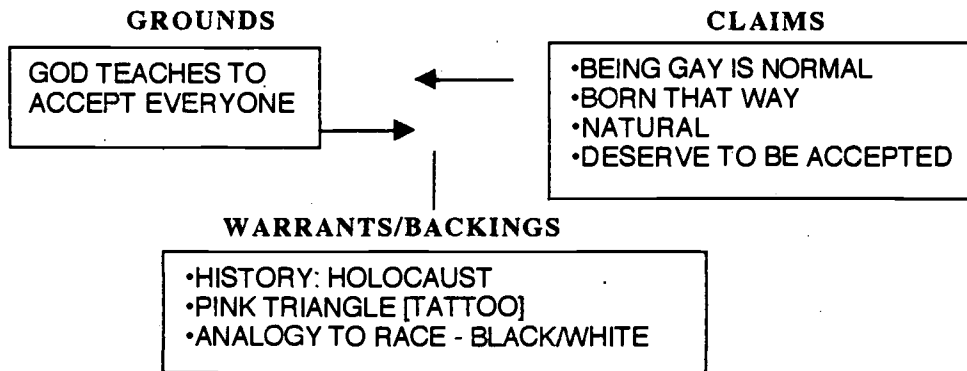 GROUNDS
CLAIMS
GOD TEACHES TO
ACCEPT EVERYONE
•BEING GAY IS NORMAL
•BORN THAT WAY
•NATURAL
•DESERVE TO BE ACCEPTED
WARRANTS/BACKINGS
•HISTORY: HOLOCAUST
•PINK TRIANGLE [TATTOO]
•ANALOGY TO RACE - BLACK/WHITE